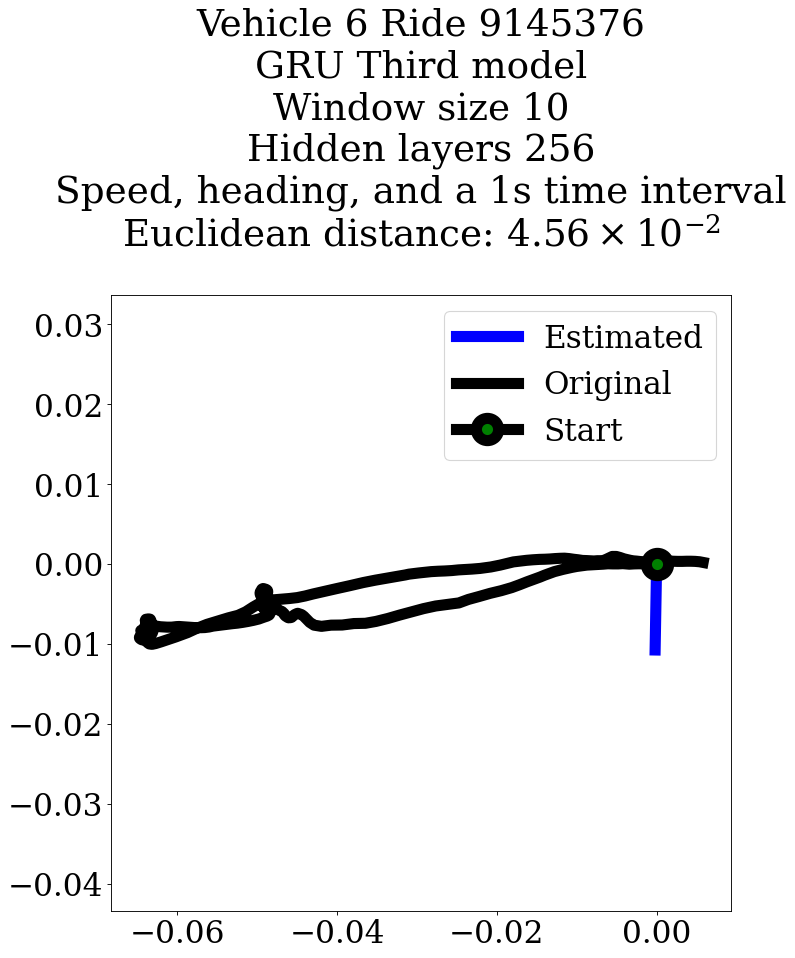 Vehicle 6 Ride 9145376
GRU Third model
Window size 10
Hidden layers 256
Speed, heading, and a 1s time interval
Euclidean distance: 4.56 × 10⁻²
Estimated
Original
Start
0.03
0.02
0.01
0.00
−0.01
−0.02
−0.03
−0.04
−0.06 −0.04 −0.02 0.00